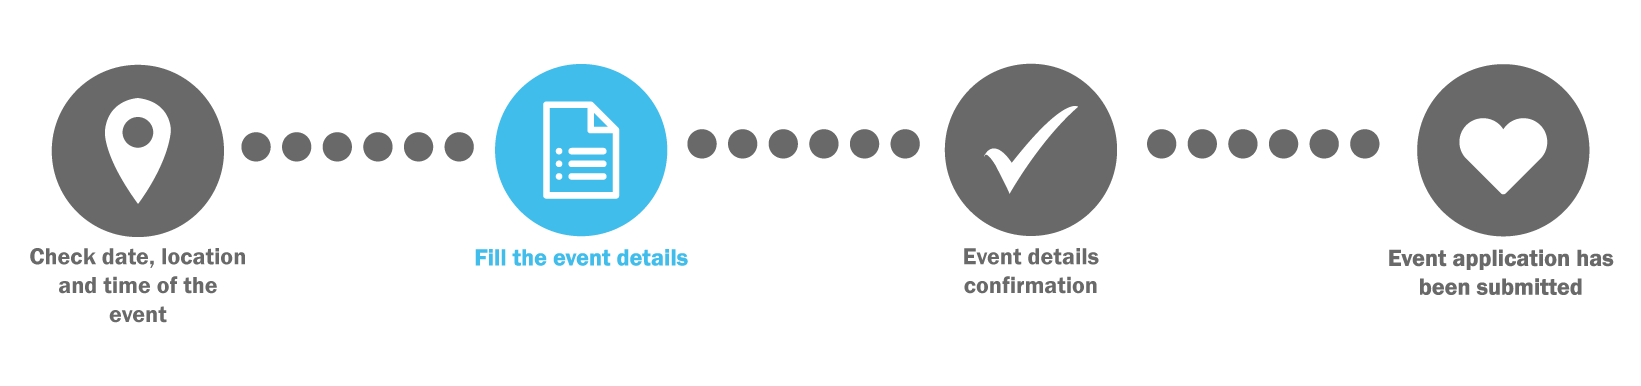 Check date, location
and time of the
event
Fill the event details
Event details
confirmation
Event application has
been submitted